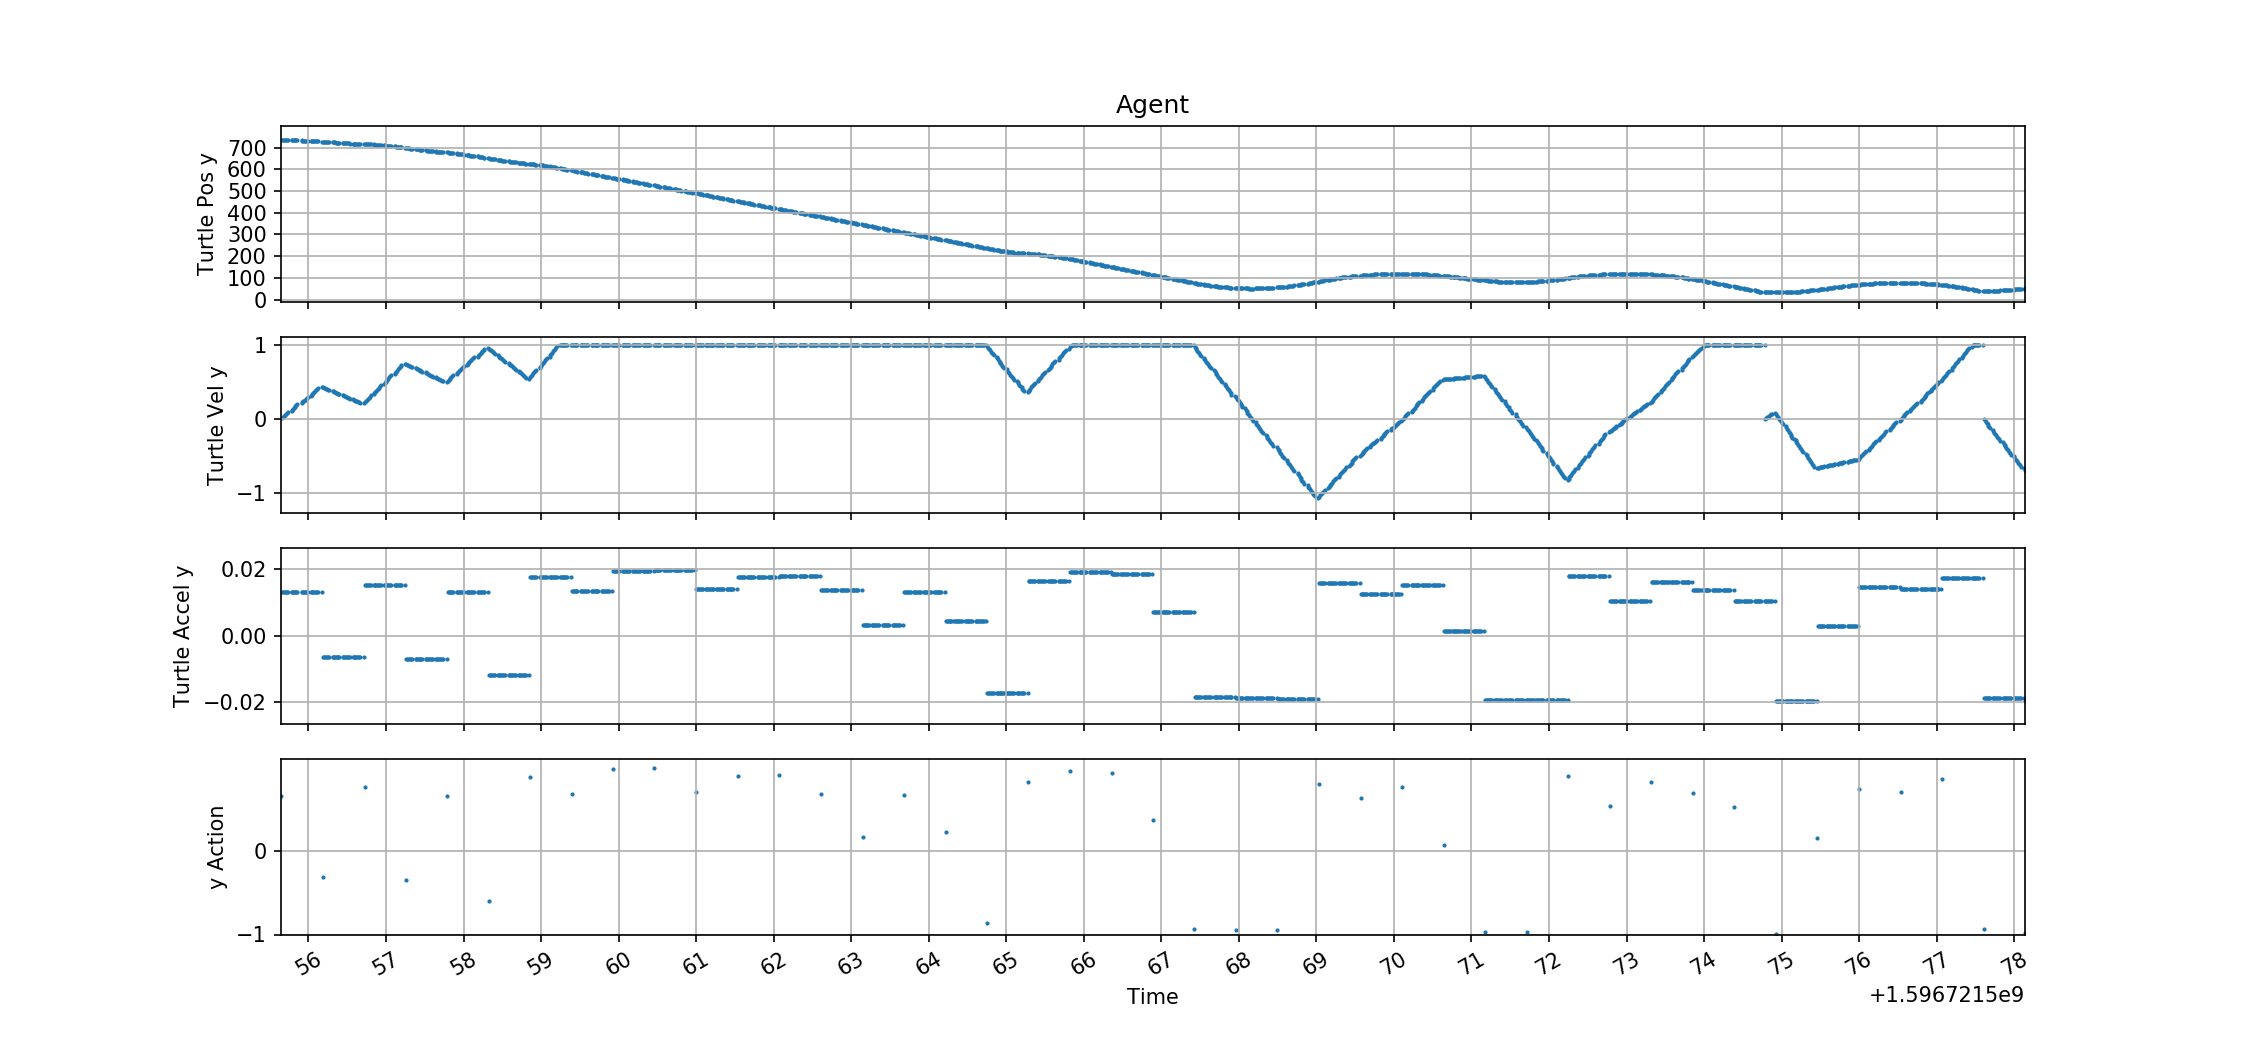 Agent
Turtle Pos y
700
600
500
400
300
200
100
0
Turtle Vel y
1
0
−1
Turtle Accel y
0.02
0.00
−0.02
y Action
0
−1
56 57 58 59 60 61 62 63 64 65 66 67 68 69 70 71 72 73 74 75 76 77 78
Time
+1.5967215e9